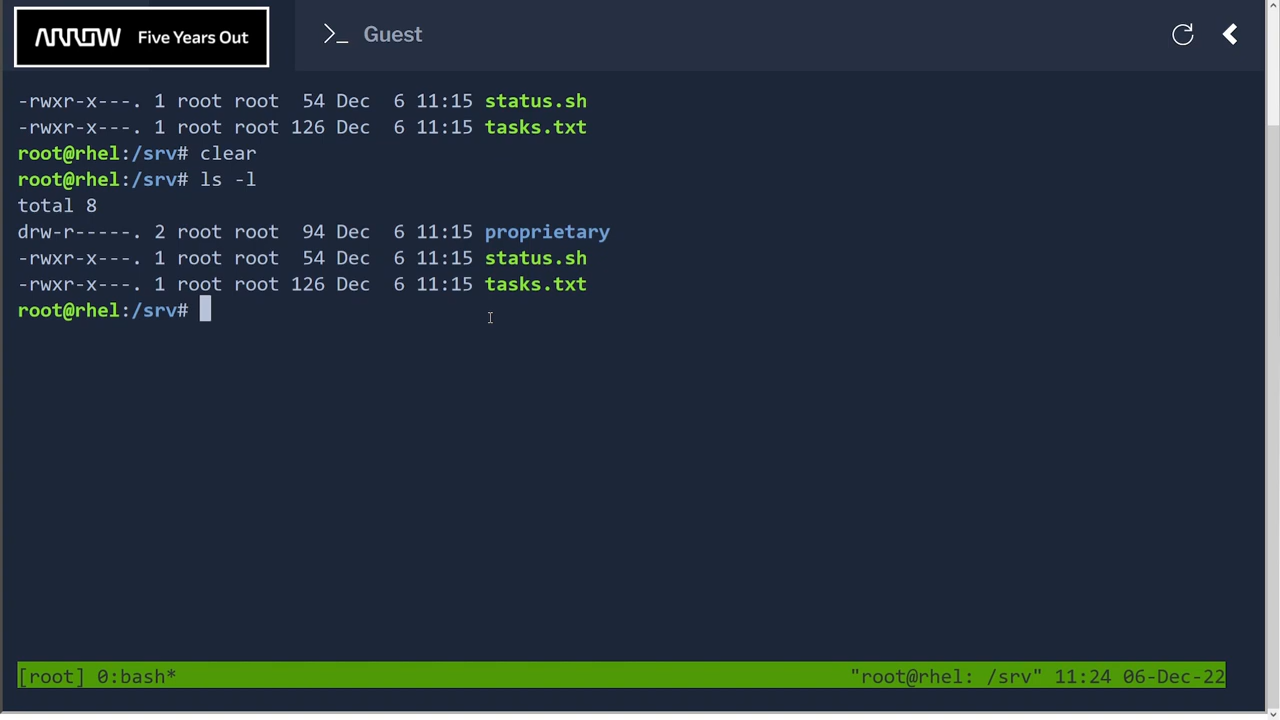 ARROW Five Years Out
>_ Guest
-rwxr-x---. 1 root root  54 Dec  6 11:15 status.sh
-rwxr-x---. 1 root root 126 Dec  6 11:15 tasks.txt
root@rhel:/srv# clear
root@rhel:/srv# ls -l
total 8
drw-r-----. 2 root root  94 Dec  6 11:15 proprietary
-rwxr-x---. 1 root root  54 Dec  6 11:15 status.sh
-rwxr-x---. 1 root root 126 Dec  6 11:15 tasks.txt
root@rhel:/srv#
[root] 0:bash* "root@rhel: /srv" 11:24 06-Dec-22